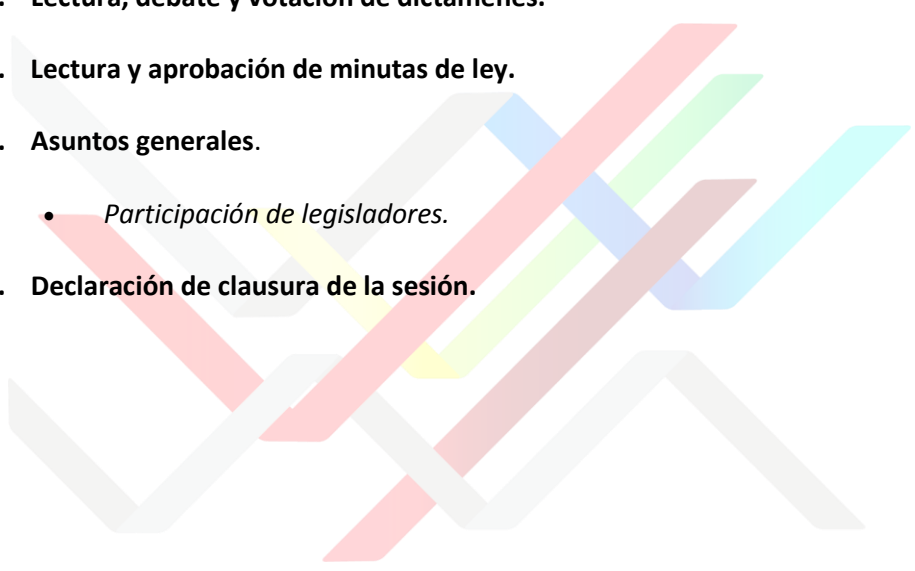 . Lectura, debate y votación de dictámenes.
. Lectura y aprobación de minutas de ley.
. Asuntos generales.
• Participación de legisladores.
. Declaración de clausura de la sesión.